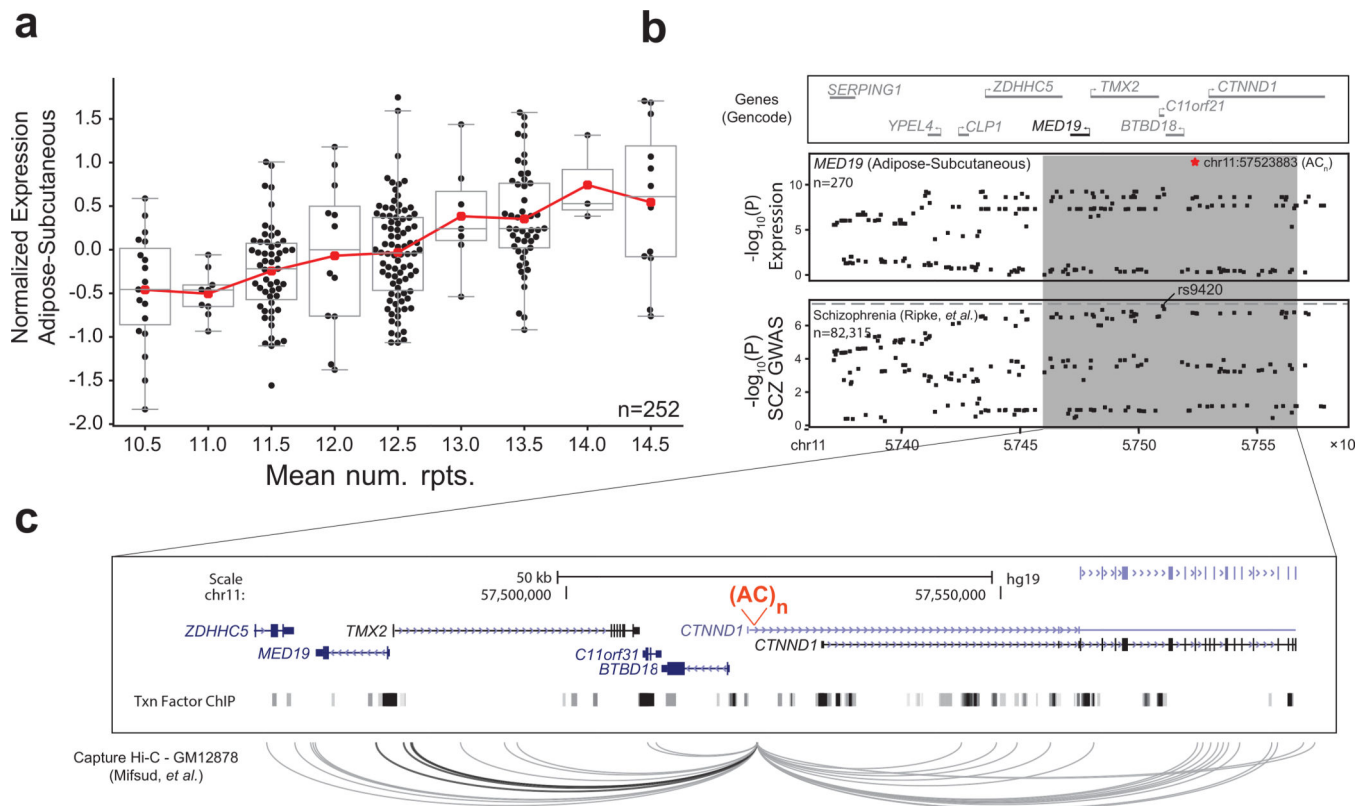 a
Normalized Expression
Adipose-Subcutaneous
1.5
1.0
0.5
0.0
-0.5
-1.0
-1.5
-2.0
n=252
10.5 11.0 11.5 12.0 12.5 13.0 13.5 14.0 14.5
Mean num. rpts.
b
Genes
(Gencode)
SERPING1
ZDHHC5
TMX2
CTNND1
C11orf21
YPEL4
CLP1
MED19
BTBD18
MED19 (Adipose-Subcutaneous)
n=270
chr11:57523883 (ACn)
-log10(P)
Expression
10
5
0
rs9420
Schizophrenia (Ripke, et al.)
n=82,315
-log10(P)
SCZ GWAS
6
4
2
0
chr11 5.740 5.745 5.750 5.755 ×10
c
Scale
50 kb
hg19
chr11:
57,500,000
57,550,000
(AC)n
ZDHHC5
TMX2
CTNND1
MED19
C11orf31
CTNND1
BTBD18
Txn Factor ChIP
Capture Hi-C - GM12878
(Mifsud, et al.)